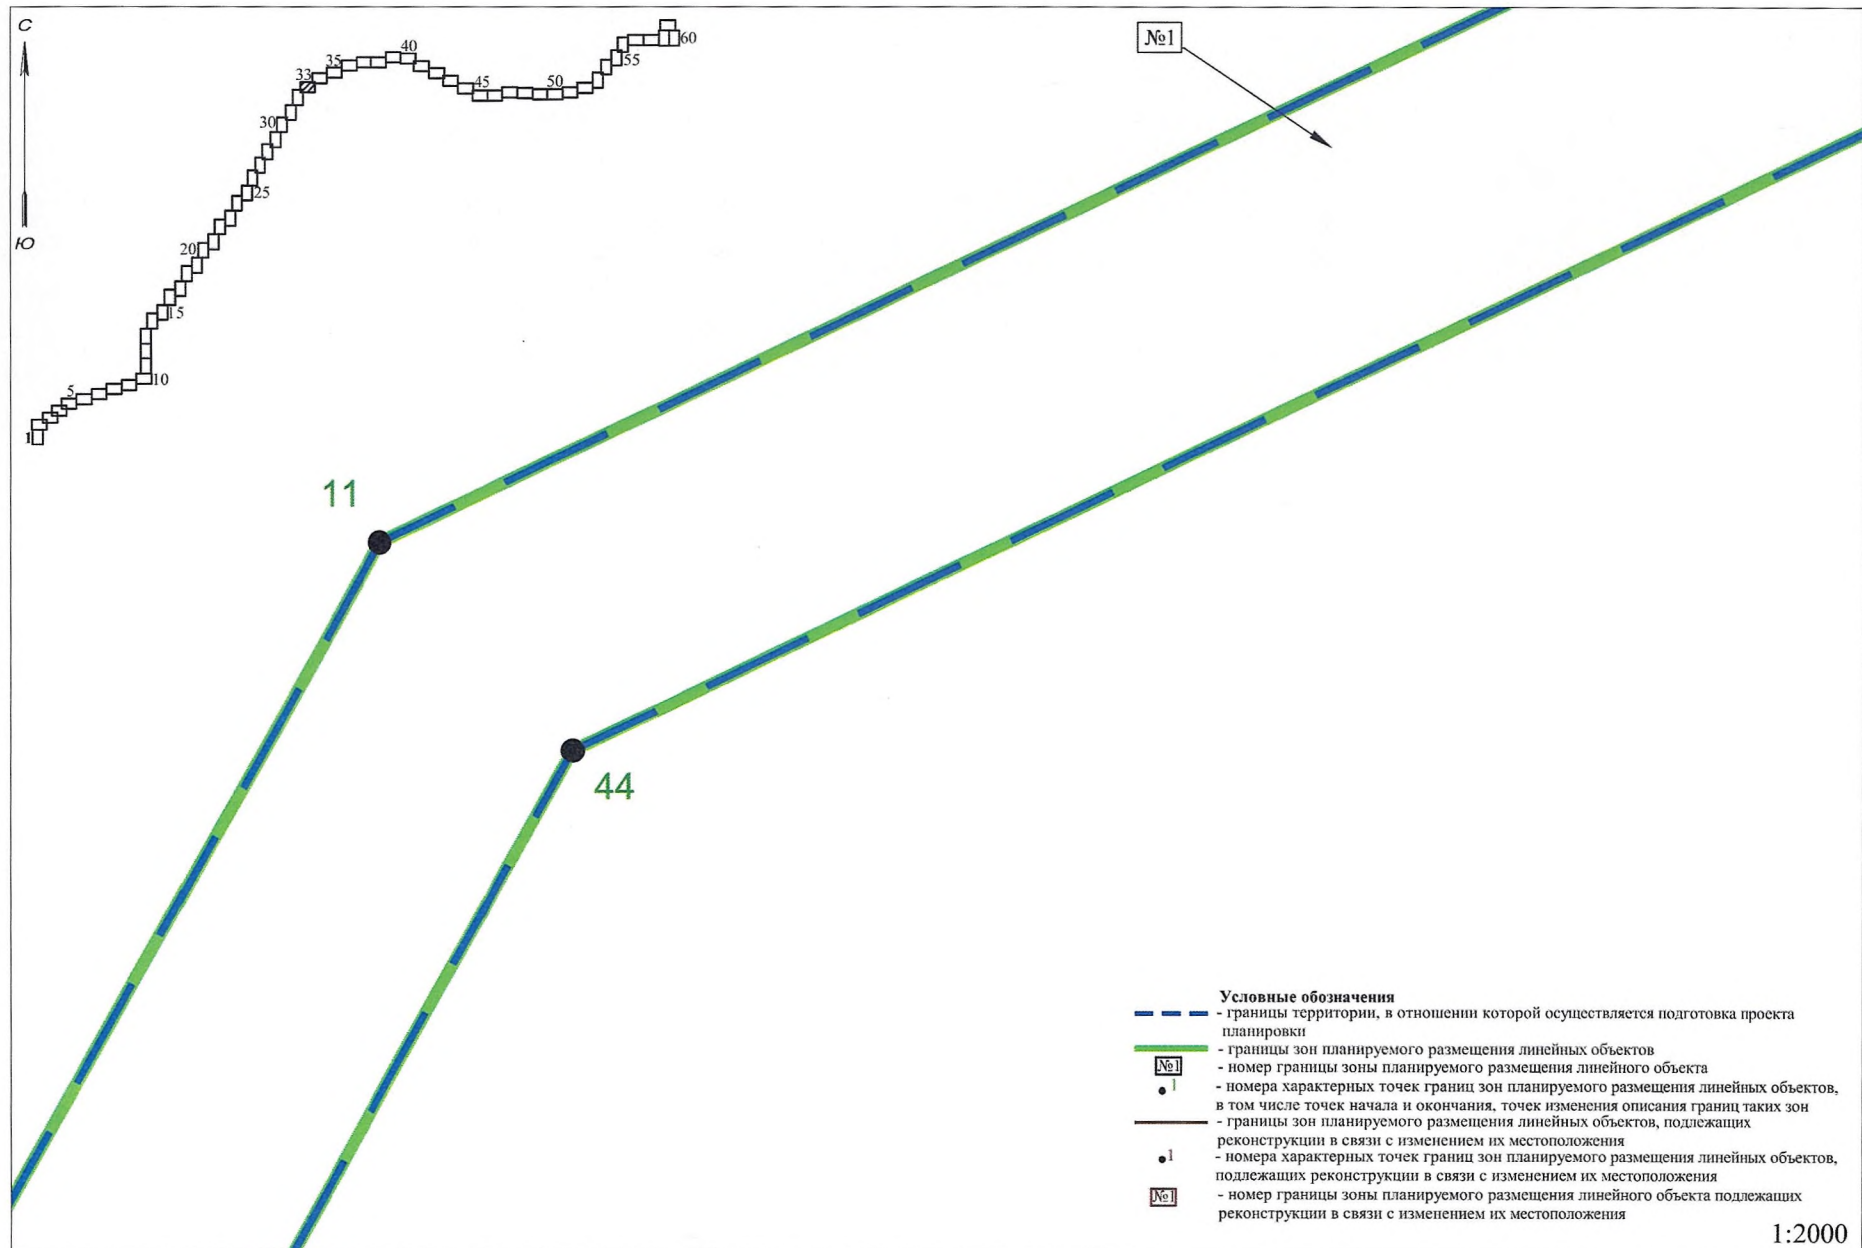 С
Ю
1
5
10
15
20
25
30
33
35
40
45
50
55
60
№1
11
44
Условные обозначения
- границы территории, в отношении которой осуществляется подготовка проекта
планировки
- границы зон планируемого размещения линейных объектов
№1 - номер границы зоны планируемого размещения линейного объекта
1 - номера характерных точек границ зон планируемого размещения линейных объектов,
в том числе точек начала и окончания, точек изменения описания границ таких зон
- границы зон планируемого размещения линейных объектов, подлежащих
реконструкции в связи с изменением их местоположения
1 - номера характерных точек границ зон планируемого размещения линейных объектов,
подлежащих реконструкции в связи с изменением их местоположения
№1 - номер границы зоны планируемого размещения линейного объекта подлежащих
реконструкции в связи с изменением их местоположения
1:2000